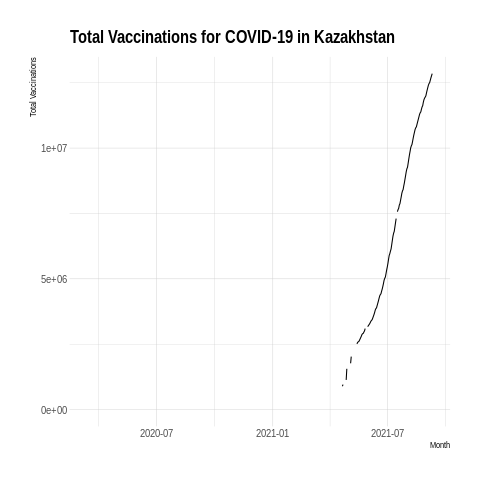 Total Vaccinations for COVID-19 in Kazakhstan
Total Vaccinations
1e+07
5e+06
0e+00
2020-07
2021-01
2021-07
Month